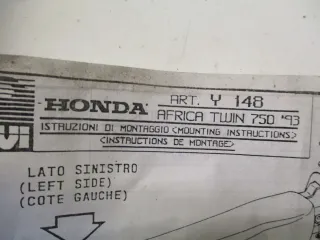 VI
HONDA
ART. Y 148
AFRICA TWIN 750 '93
ISTRUZIONI DI MONTAGGIO <MOUNTING INSTRUCTIONS>
<INSTRUCTIONS DE MONTAGE>
LATO SINISTRO
(LEFT SIDE)
(COTE GAUCHE)